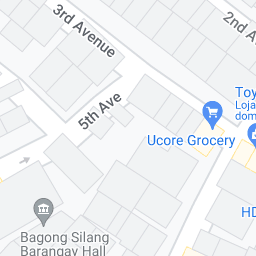 3rd Avenue
2nd A
5th Ave
Toy
Loja
dom
Ucore Grocery
HD
Bagong Silang
Barangay Hall